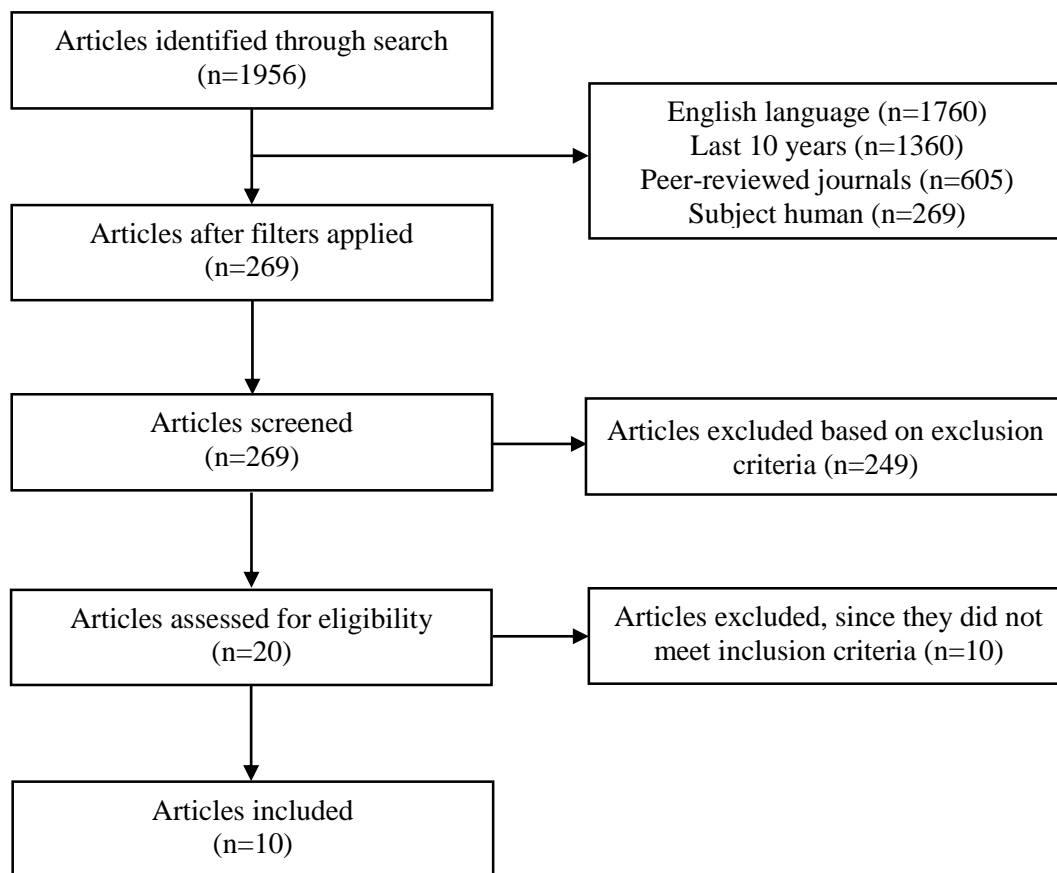 Articles identified through search
(n=1956)
English language (n=1760)
Last 10 years (n=1360)
Peer-reviewed journals (n=605)
Subject human (n=269)
Articles after filters applied
(n=269)
Articles screened
(n=269)
Articles excluded based on exclusion
criteria (n=249)
Articles assessed for eligibility
(n=20)
Articles excluded, since they did not
meet inclusion criteria (n=10)
Articles included
(n=10)